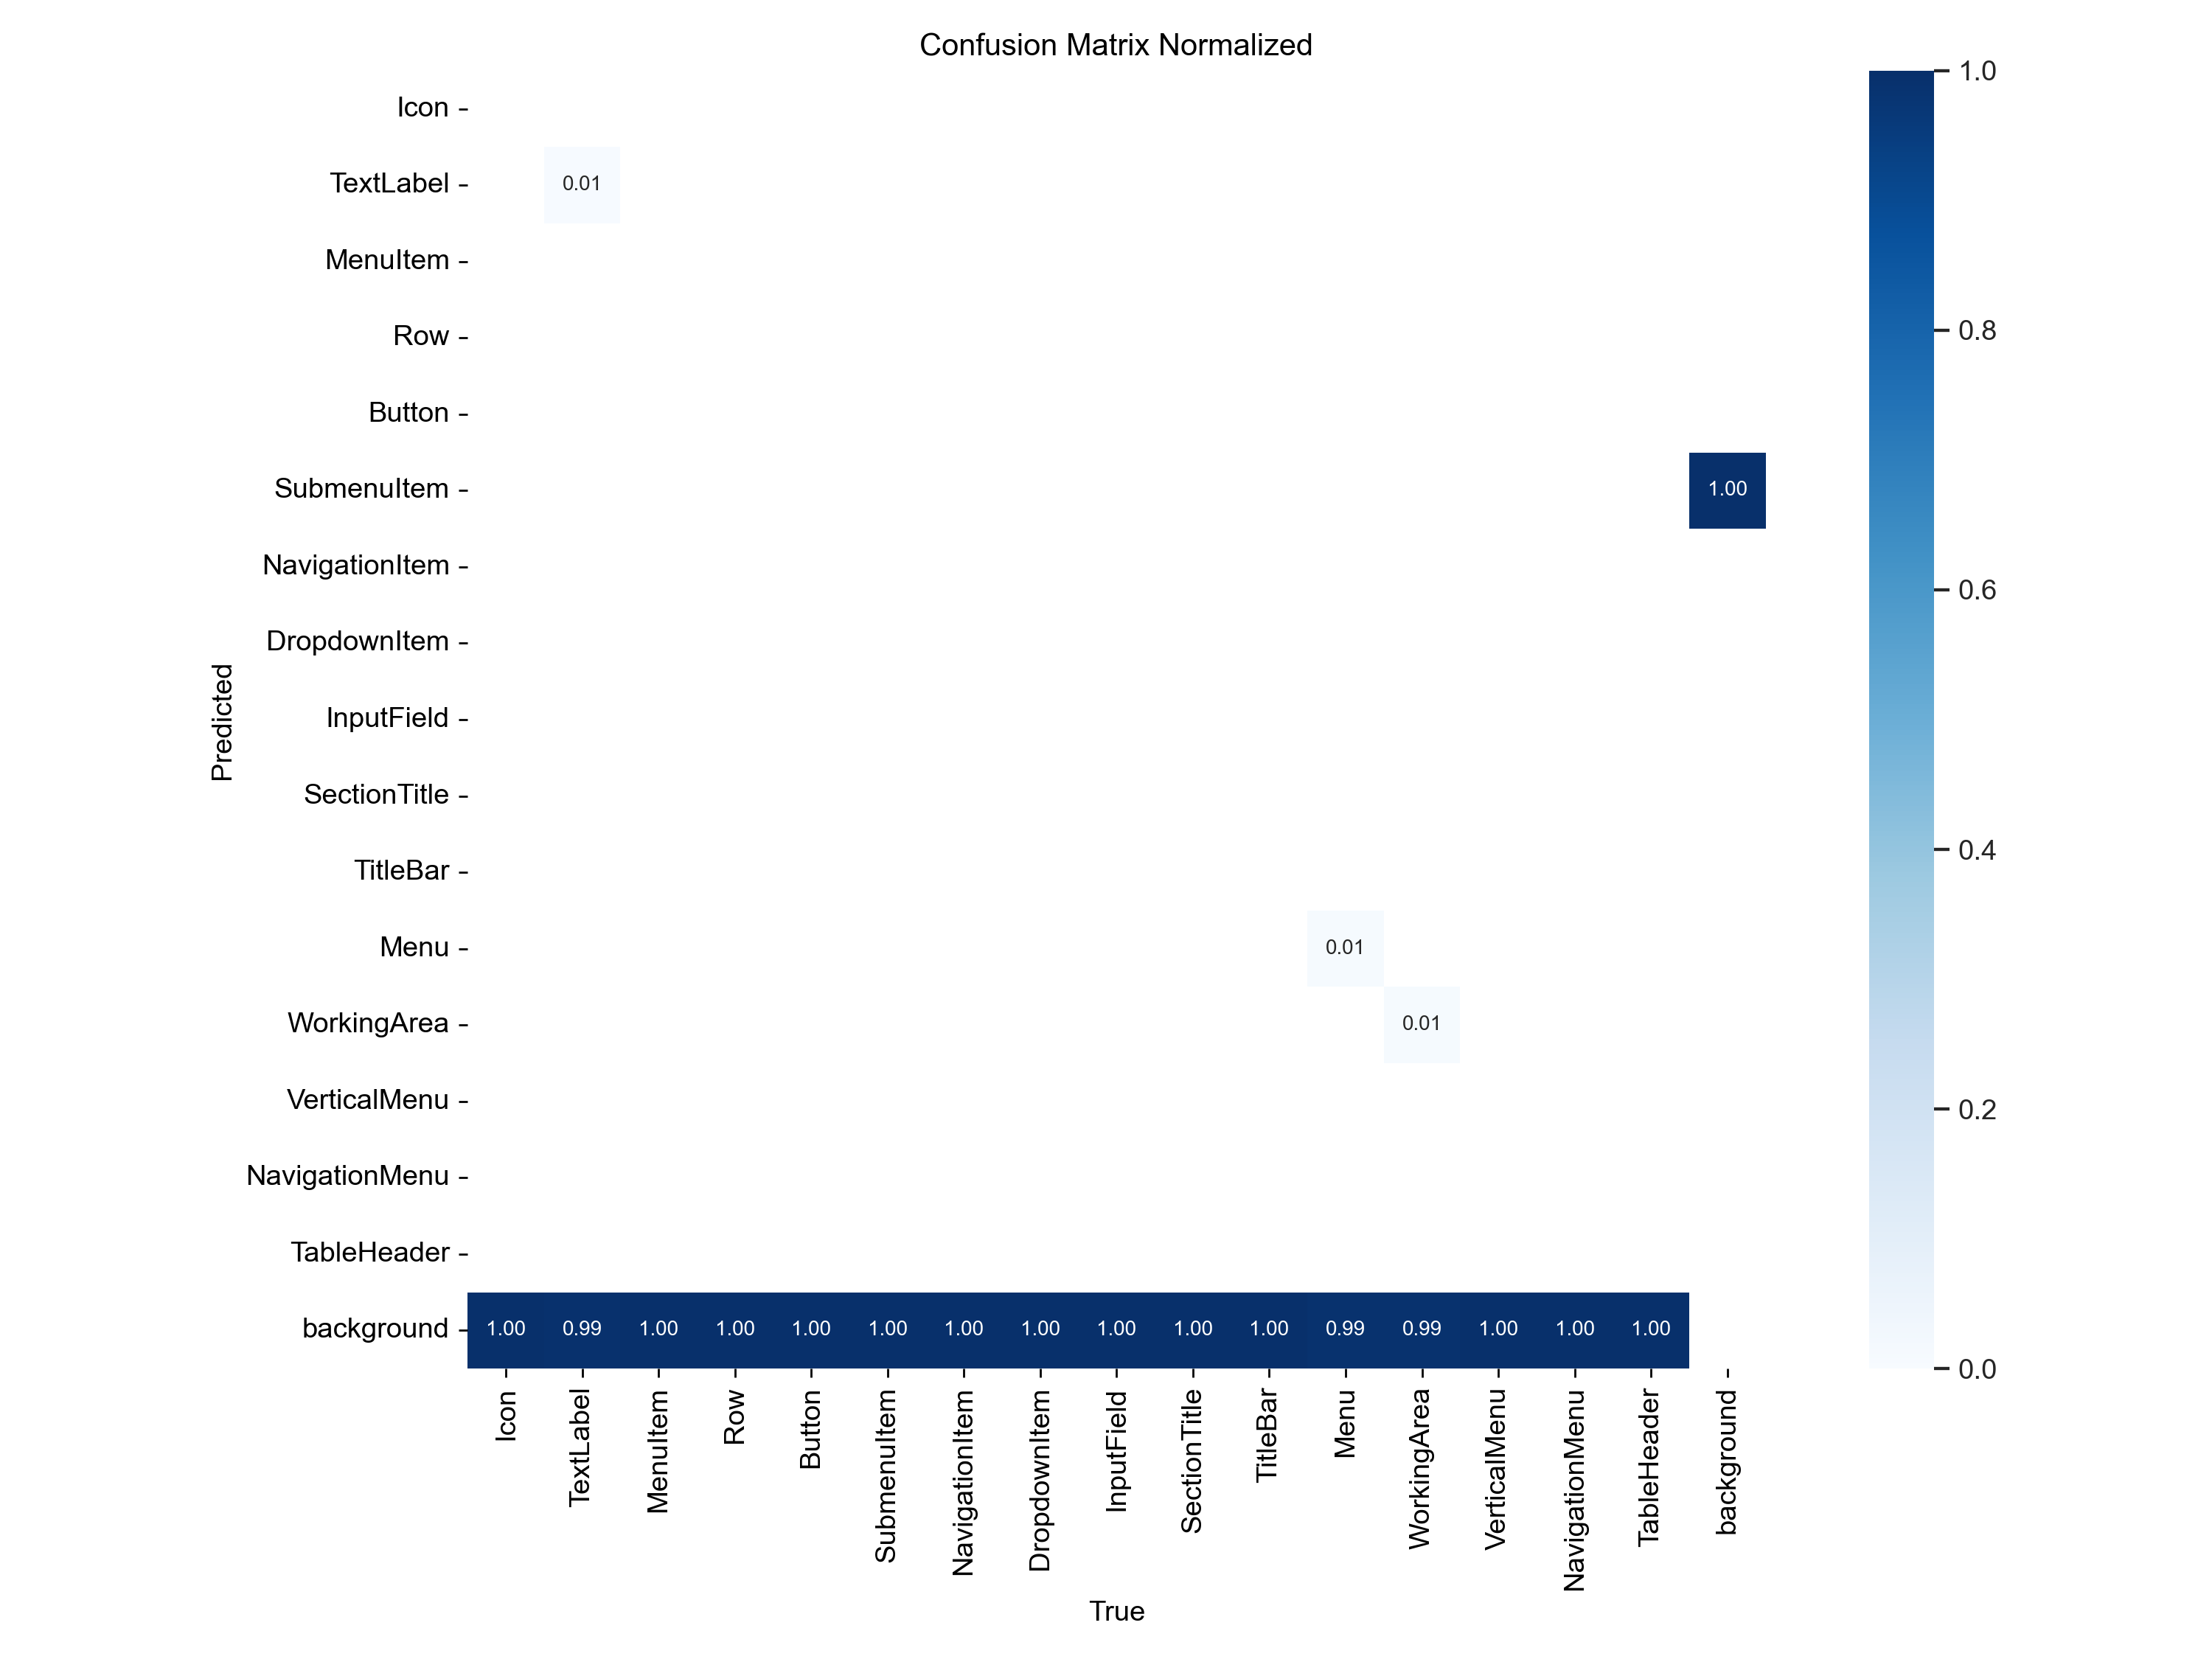 Confusion Matrix Normalized
Icon
TextLabel
MenuItem
Row
Button
SubmenuItem
NavigationItem
DropdownItem
InputField
SectionTitle
TitleBar
Menu
WorkingArea
VerticalMenu
NavigationMenu
TableHeader
background
Predicted
0.01
1.00
0.01
0.01
1.00 0.99 1.00 1.00 1.00 1.00 1.00 1.00 1.00 1.00 1.00 0.99 0.99 1.00 1.00 1.00
Icon
TextLabel
MenuItem
Row
Button
SubmenuItem
NavigationItem
DropdownItem
InputField
SectionTitle
TitleBar
Menu
WorkingArea
VerticalMenu
NavigationMenu
TableHeader
background
True
1.0
0.8
0.6
0.4
0.2
0.0